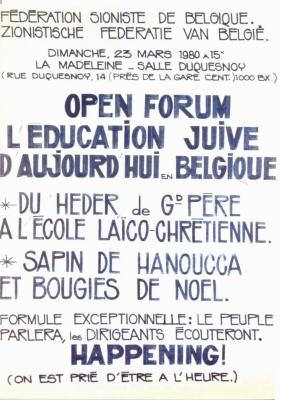 FÉDÉRATION SIONISTE DE BELGIQUE.
ZIONISTISCHE FEDERATIE VAN BELGIË.
DIMANCHE, 23 MARS 1980 A 15H
LA MADELEINE - SALLE DUQUESNOY
(RUE DUQUESNOY, 14 (PRÈS DE LA GARE CENT.) 1000 BX.)
OPEN FORUM
L'EDUCATION JUIVE
D'AUJOURD'HUI EN BELGIQUE
* DU HEDER de GD PÈRE
A L'ÉCOLE LAÏCO-CHRÉTIENNE.
* SAPIN DE HANOUCCA
ET BOUGIES DE NOEL.
FORMULE EXCEPTIONNELLE: LE PEUPLE
PARLERA, les DIRIGEANTS ÉCOUTERONT.
HAPPENING!
(ON EST PRIÉ D'ÊTRE A L'HEURE.)